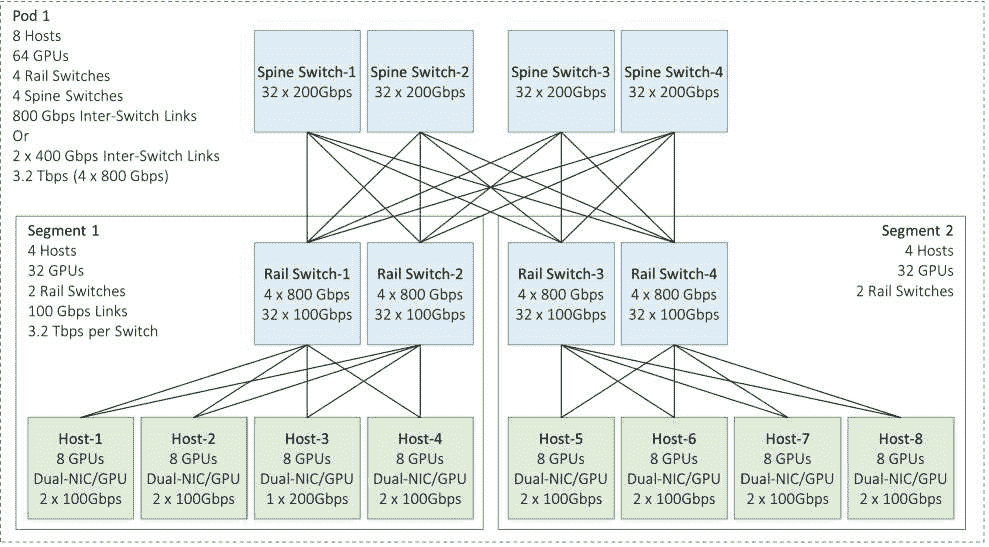 Pod 1
8 Hosts
64 GPUs
4 Rail Switches
4 Spine Switches
800 Gbps Inter-Switch Links
Or
2 x 400 Gbps Inter-Switch Links
3.2 Tbps (4 x 800 Gbps)
Spine Switch-1
32 x 200Gbps
Spine Switch-2
32 x 200Gbps
Spine Switch-3
32 x 200Gbps
Spine Switch-4
32 x 200Gbps
Segment 1
4 Hosts
32 GPUs
2 Rail Switches
100 Gbps Links
3.2 Tbps per Switch
Rail Switch-1
4 x 800 Gbps
32 x 100Gbps
Rail Switch-2
4 x 800 Gbps
32 x 100Gbps
Rail Switch-3
4 x 800 Gbps
32 x 100Gbps
Rail Switch-4
4 x 800 Gbps
32 x 100Gbps
Segment 2
4 Hosts
32 GPUs
2 Rail Switches
Host-1
8 GPUs
Dual-NIC/GPU
2 x 100Gbps
Host-2
8 GPUs
Dual-NIC/GPU
2 x 100Gbps
Host-3
8 GPUs
Dual-NIC/GPU
1 x 200Gbps
Host-4
8 GPUs
Dual-NIC/GPU
2 x 100Gbps
Host-5
8 GPUs
Dual-NIC/GPU
2 x 100Gbps
Host-6
8 GPUs
Dual-NIC/GPU
2 x 100Gbps
Host-7
8 GPUs
Dual-NIC/GPU
2 x 100Gbps
Host-8
8 GPUs
Dual-NIC/GPU
2 x 100Gbps